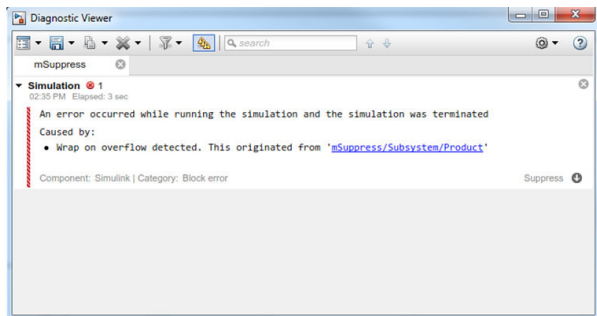 Diagnostic Viewer
search
mSuppress
Simulation 1
02:35 PM Elapsed: 3 sec
An error occurred while running the simulation and the simulation was terminated
Caused by:
• Wrap on overflow detected. This originated from 'mSuppress/Subsystem/Product'
Component: Simulink | Category: Block error Suppress